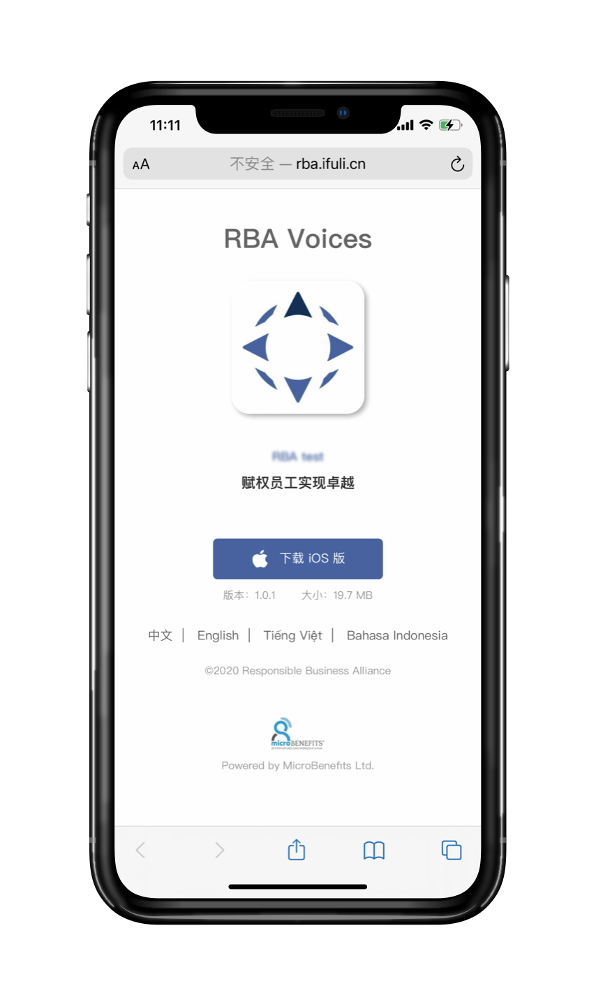 11:11
AA
不安全 — rba.ifuli.cn
RBA Voices
RBA test
赋权员工实现卓越
下载 iOS 版
版本：1.0.1 大小：19.7 MB
中文 | English | Tiếng Việt | Bahasa Indonesia
©2020 Responsible Business Alliance
microBENEFITS
Powered by MicroBenefits Ltd.